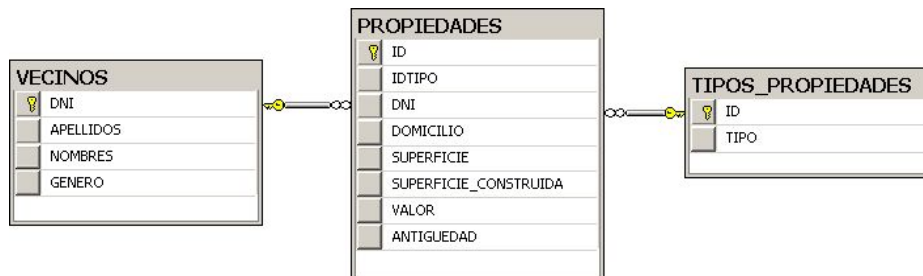 VECINOS
DNI
APELLIDOS
NOMBRES
GENERO
PROPIEDADES
ID
IDTIPO
DNI
DOMICILIO
SUPERFICIE
SUPERFICIE_CONSTRUIDA
VALOR
ANTIGUEDAD
TIPOS_PROPIEDADES
ID
TIPO